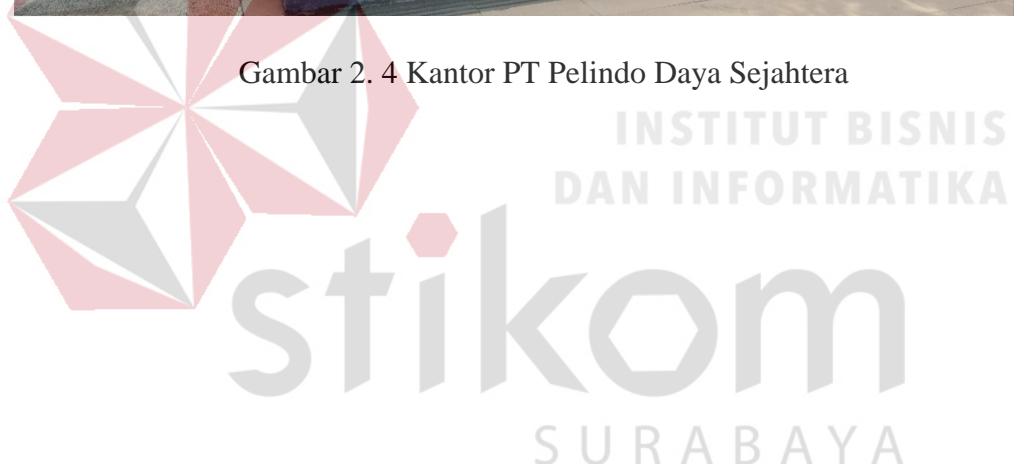 Gambar 2. 4 Kantor PT Pelindo Daya Sejahtera
INSTITUT BISNIS
DAN INFORMATIKA
stikom
SURABAYA